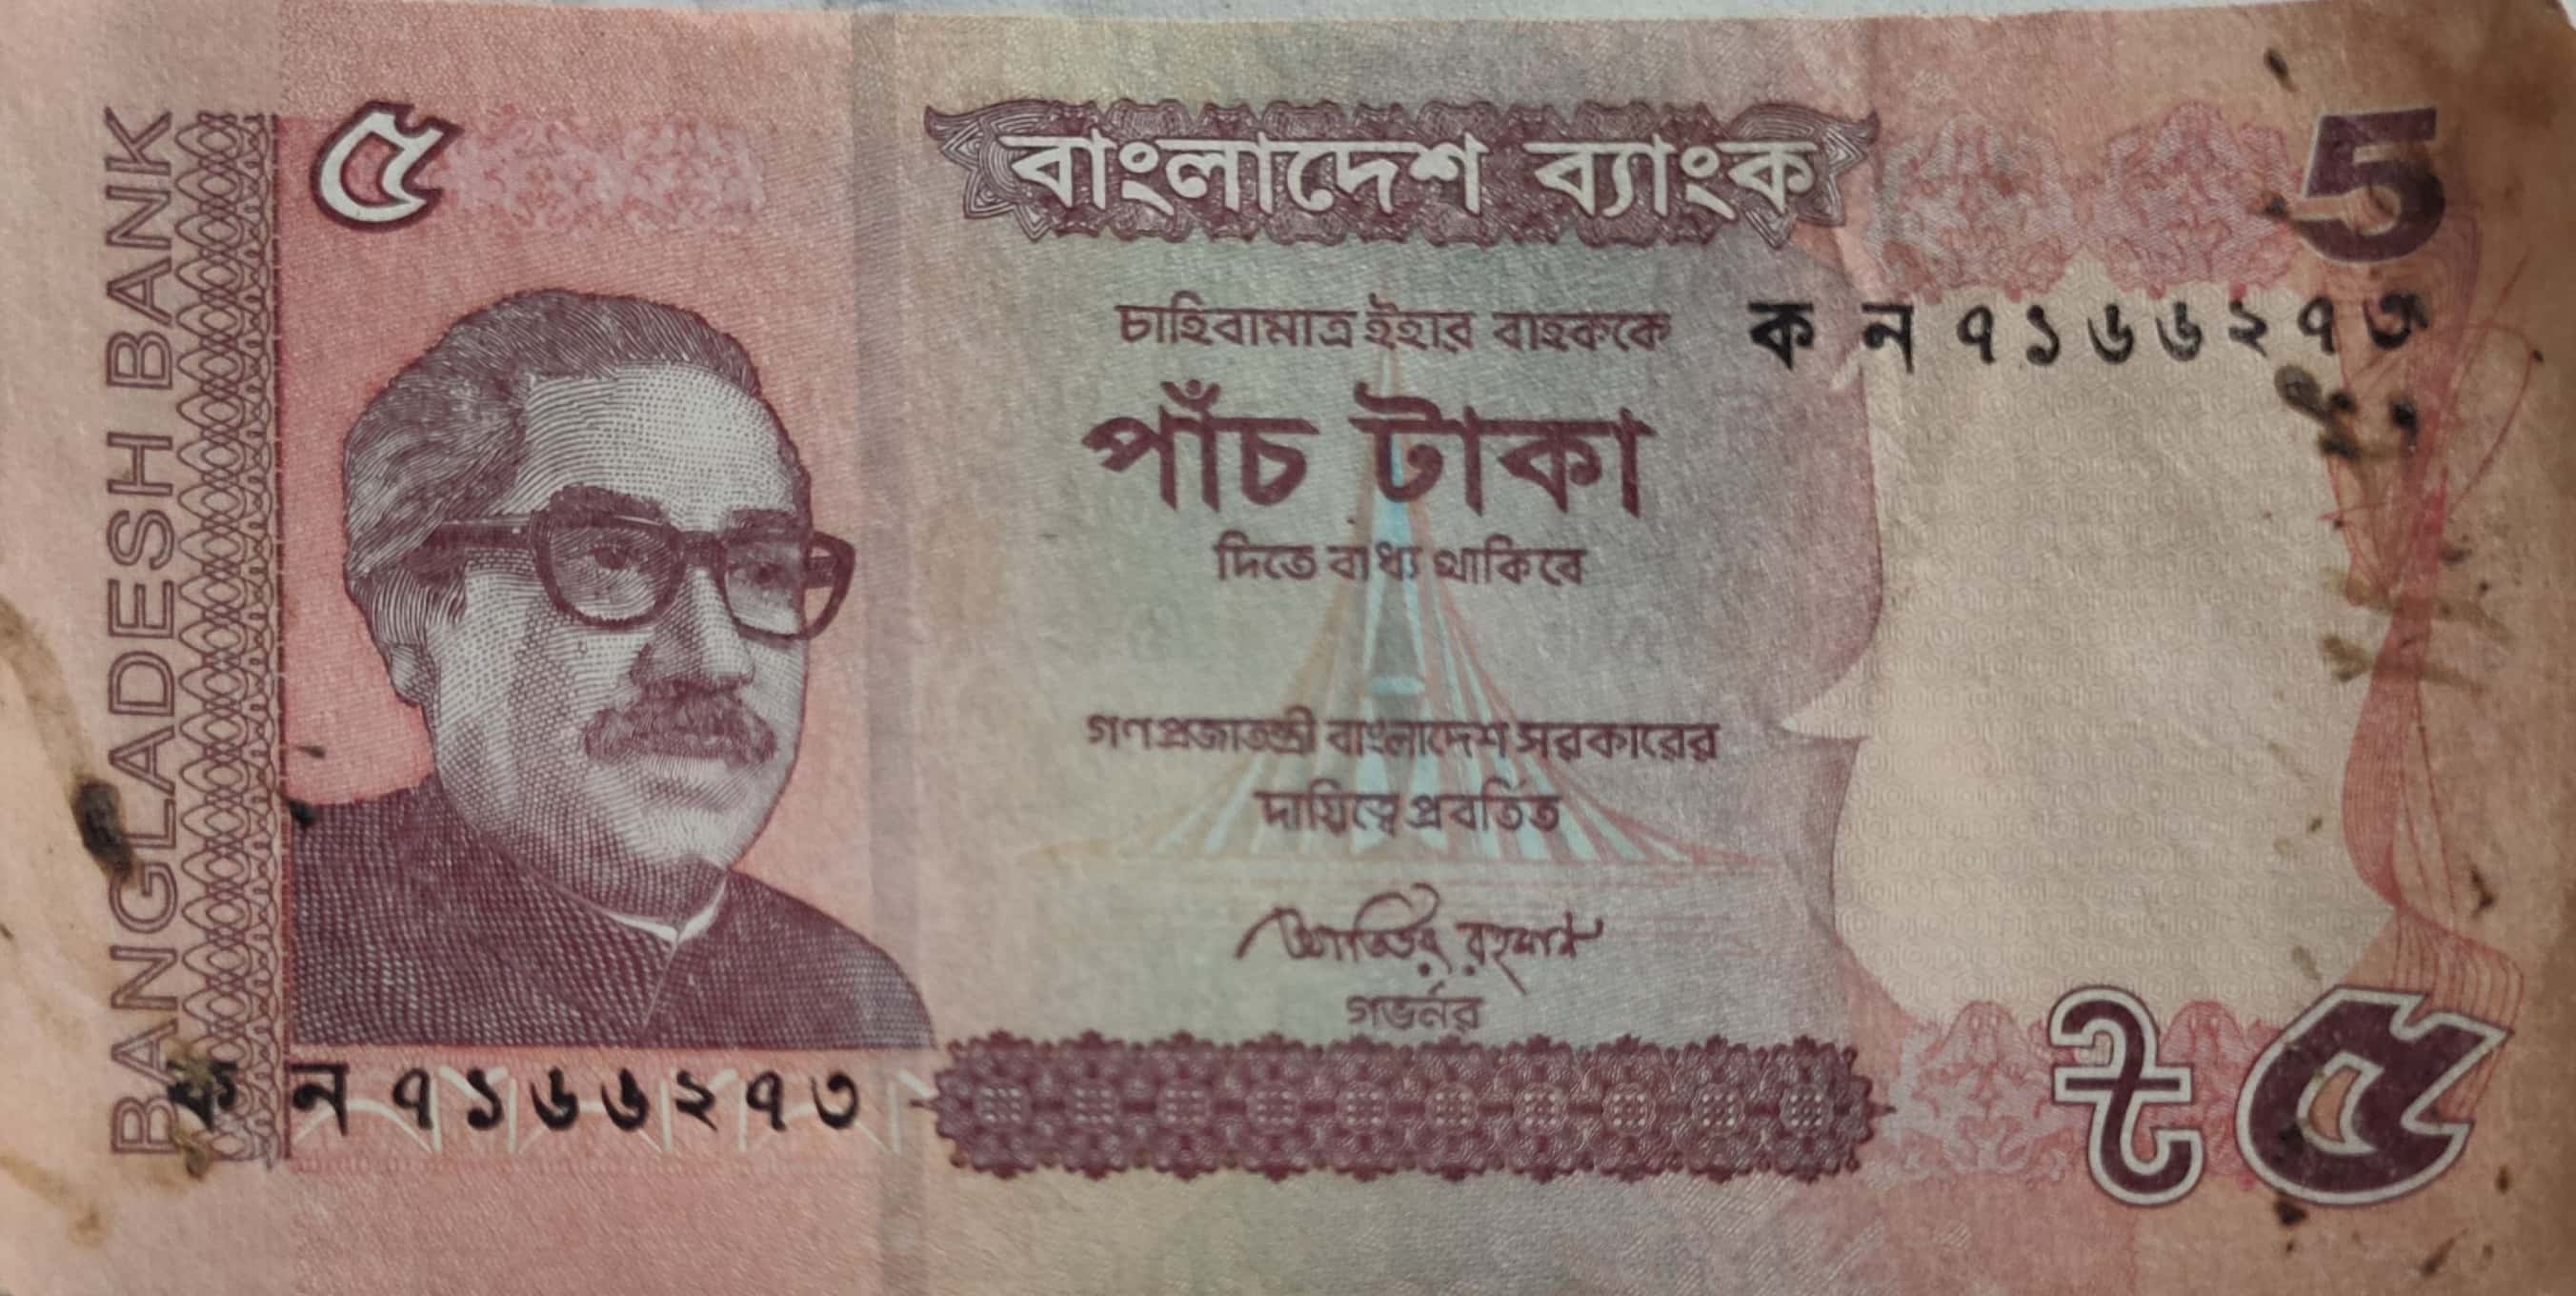 BANGLADESH BANK
৫
বাংলাদেশ ব্যাংক
5
চাহিবামাত্র ইহার বাহককে
ক ন ৭১৬৬২৭৩
পাঁচ টাকা
দিতে বাধ্য থাকিবে
গণপ্রজাতন্ত্রী বাংলাদেশ সরকারের
দায়িত্বে প্রবর্তিত
আতিউর রহমান
গভর্নর
ক ন ৭১৬৬২৭৩
৳ ৫